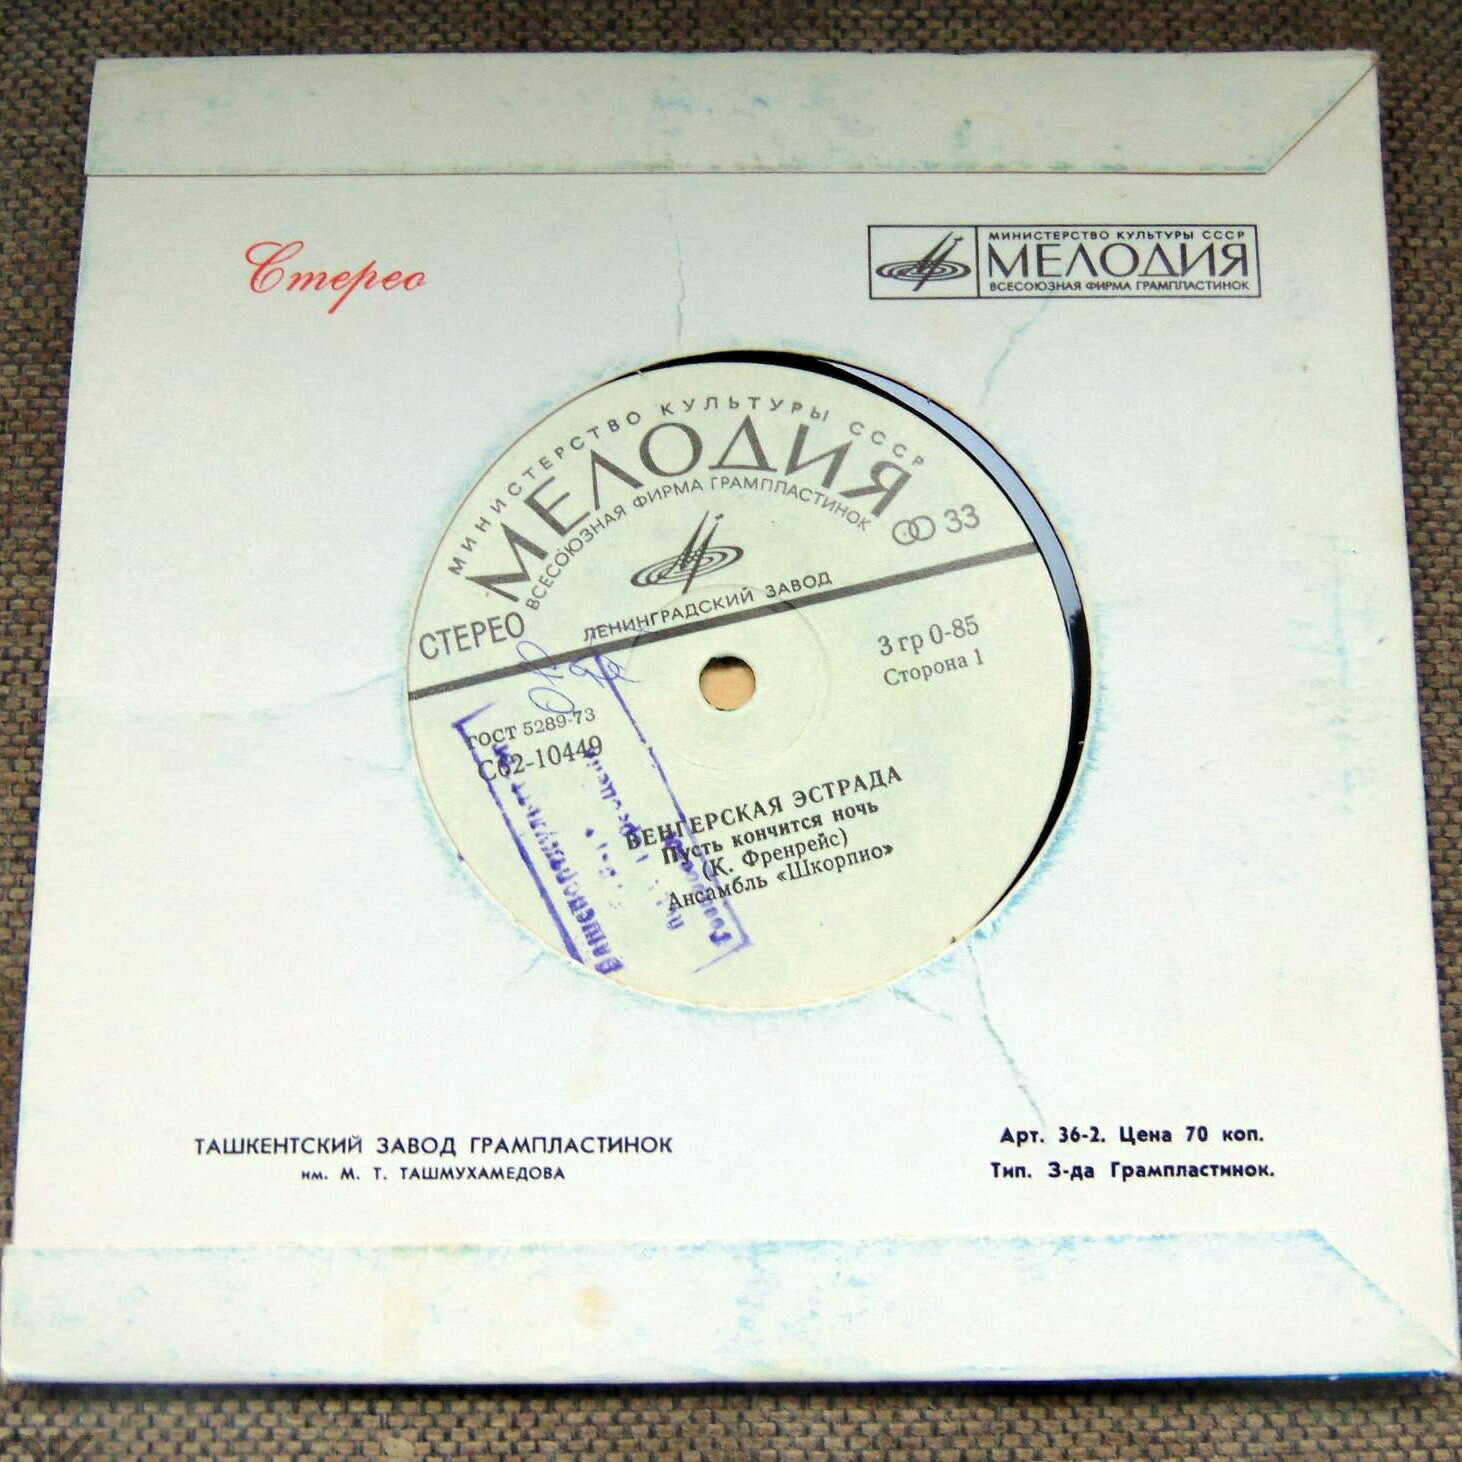 Стерео
МИНИСТЕРСТВО КУЛЬТУРЫ СССР
МЕЛОДИЯ
ВСЕСОЮЗНАЯ ФИРМА ГРАМПЛАСТИНОК
МИНИСТЕРСТВО КУЛЬТУРЫ СССР
МЕЛОДИЯ
ВСЕСОЮЗНАЯ ФИРМА ГРАМПЛАСТИНОК
33
СТЕРЕО
ЛЕНИНГРАДСКИЙ ЗАВОД
3 гр 0-85
Сторона 1
ГОСТ 5289-73
С62-10449
ВЕНГЕРСКАЯ ЭСТРАДА
Пусть кончится ночь
(К. Френрейс)
Ансамбль «Шкорпио»
ТАШКЕНТСКИЙ ЗАВОД ГРАМПЛАСТИНОК
им. М. Т. ТАШМУХАМЕДОВА
Арт. 36-2. Цена 70 коп.
Тип. З-да Грампластинок.